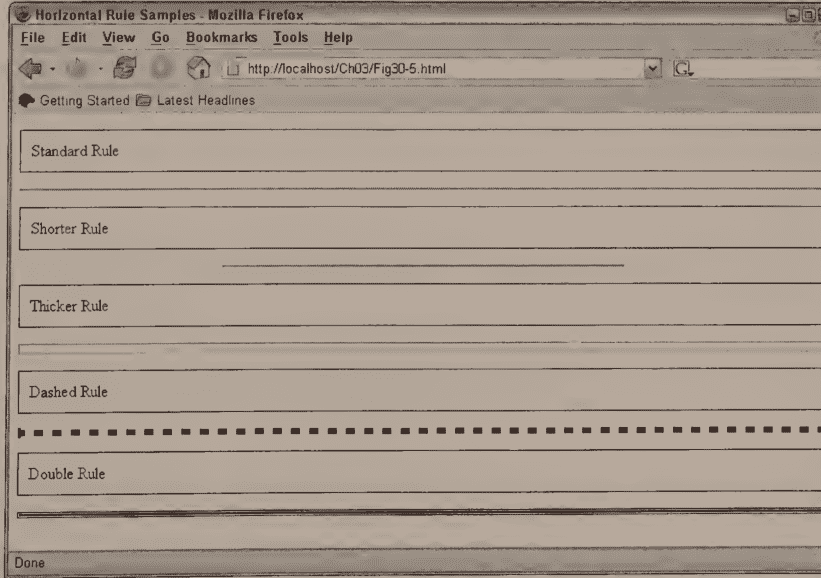 Horizontal Rule Samples - Mozilla Firefox
File Edit View Go Bookmarks Tools Help
http://localhost/Ch03/Fig30-5.html
G
Getting Started Latest Headlines
Standard Rule
Shorter Rule
Thicker Rule
Dashed Rule
Double Rule
Done